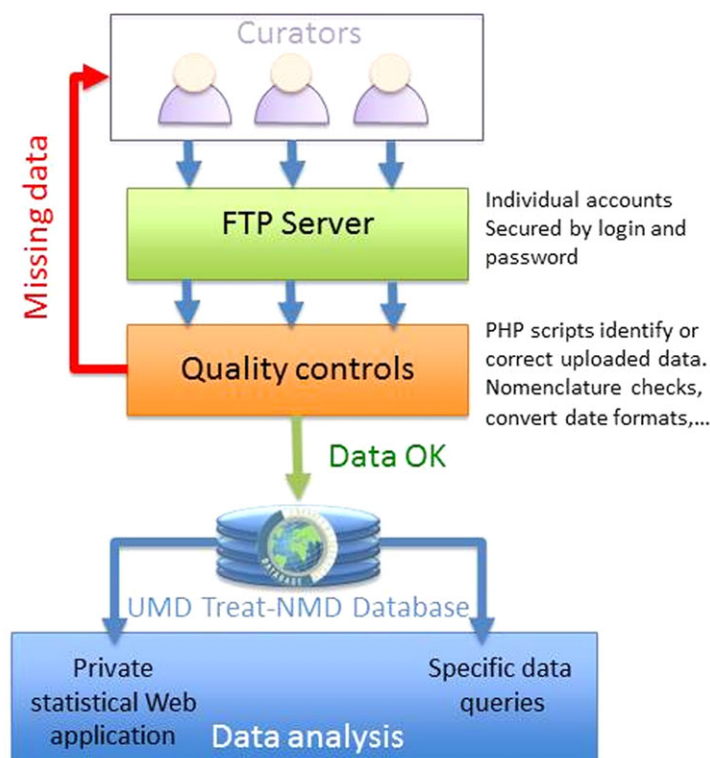 Curators
Missing data
FTP Server
Individual accounts
Secured by login and
password
Quality controls
PHP scripts identify or
correct uploaded data.
Nomenclature checks,
convert date formats,...
Data OK
DATABASE
UMD Treat-NMD Database
Private
statistical Web
application
Specific data
queries
Data analysis